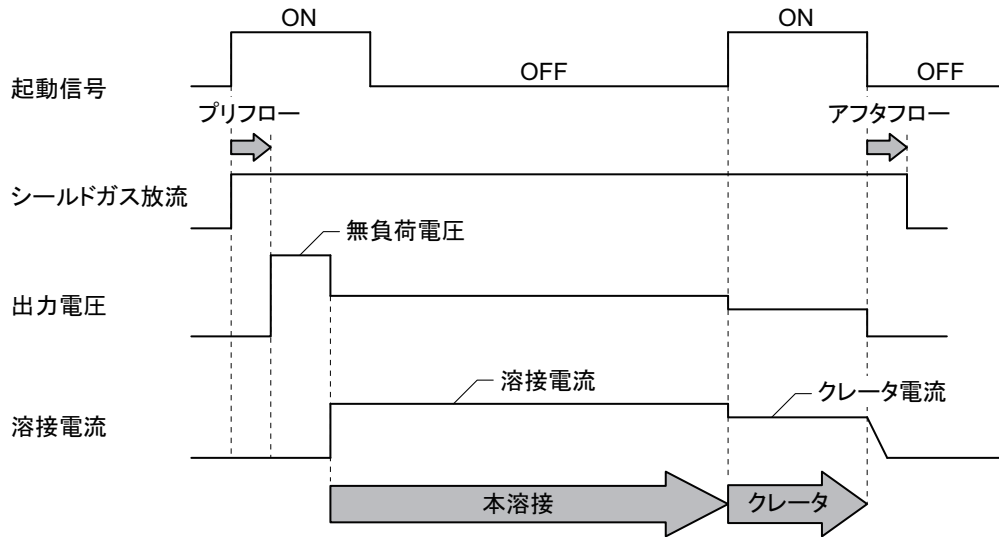 ON
ON
起動信号
OFF
OFF
プリフロー
アフタフロー
シールドガス放流
無負荷電圧
出力電圧
溶接電流
クレータ電流
溶接電流
本溶接
クレータ